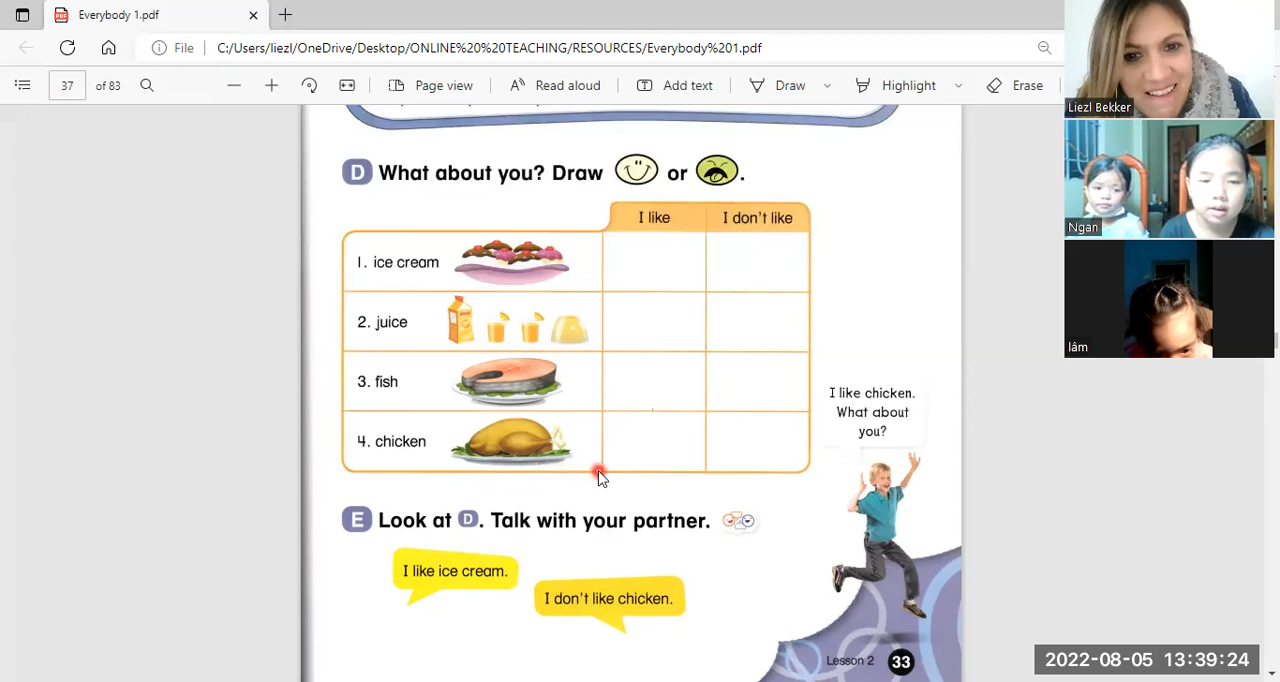 Everybody 1.pdf
File
C:/Users/liezl/OneDrive/Desktop/ONLINE%20%20TEACHING/RESOURCES/Everybody%201.pdf
37 of 83
Page view
Read aloud
Add text
Draw
Highlight
Erase
Liezl Bekker
Ngan
lâm
D What about you? Draw or .
I like I don't like
1. ice cream
2. juice
3. fish
4. chicken
I like chicken.
What about
you?
E Look at D. Talk with your partner.
I like ice cream.
I don't like chicken.
Lesson 2 33
2022-08-05 13:39:24